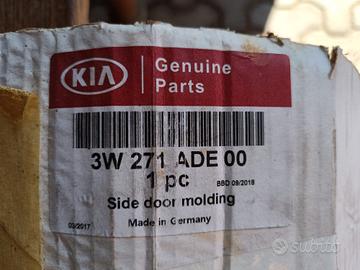 KIA
Genuine
Parts
3W 271 ADE 00
1 pc
BBD 09/2018
Side door molding
03/2017
Made in Germany
subito